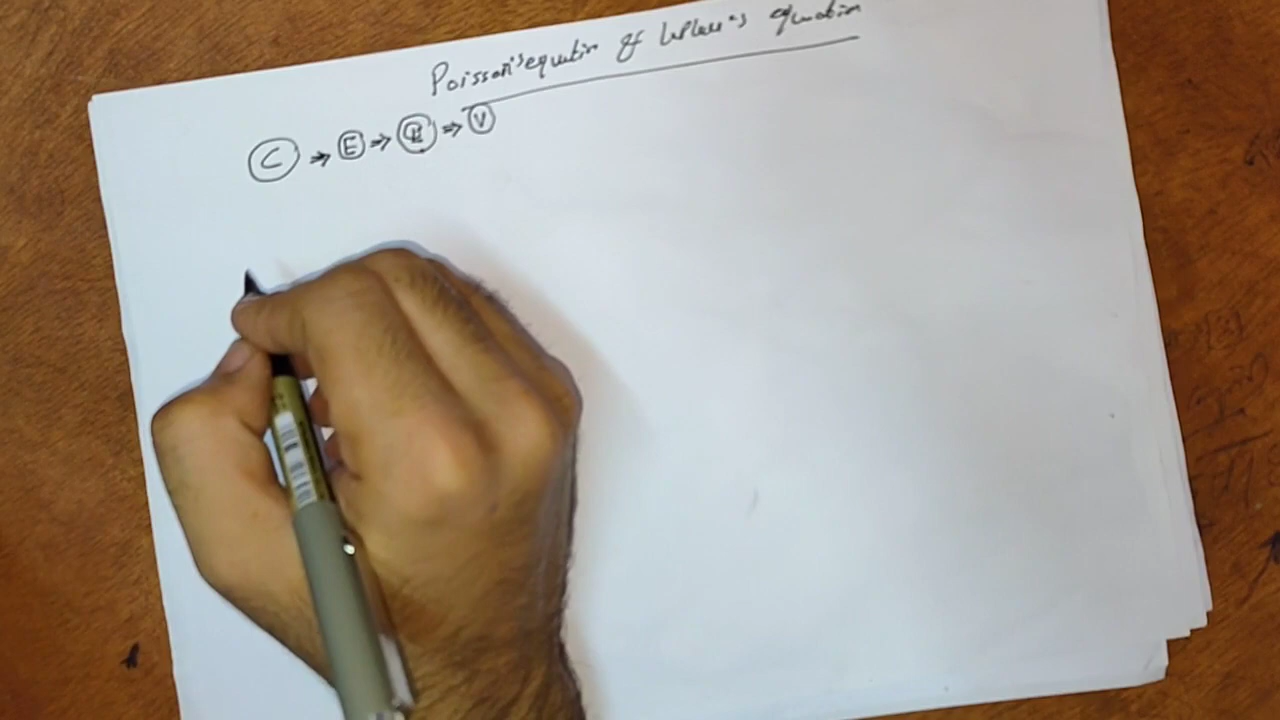 Poisson's equation & Laplace's equation
C ⇒ E ⇒ ⇒ V